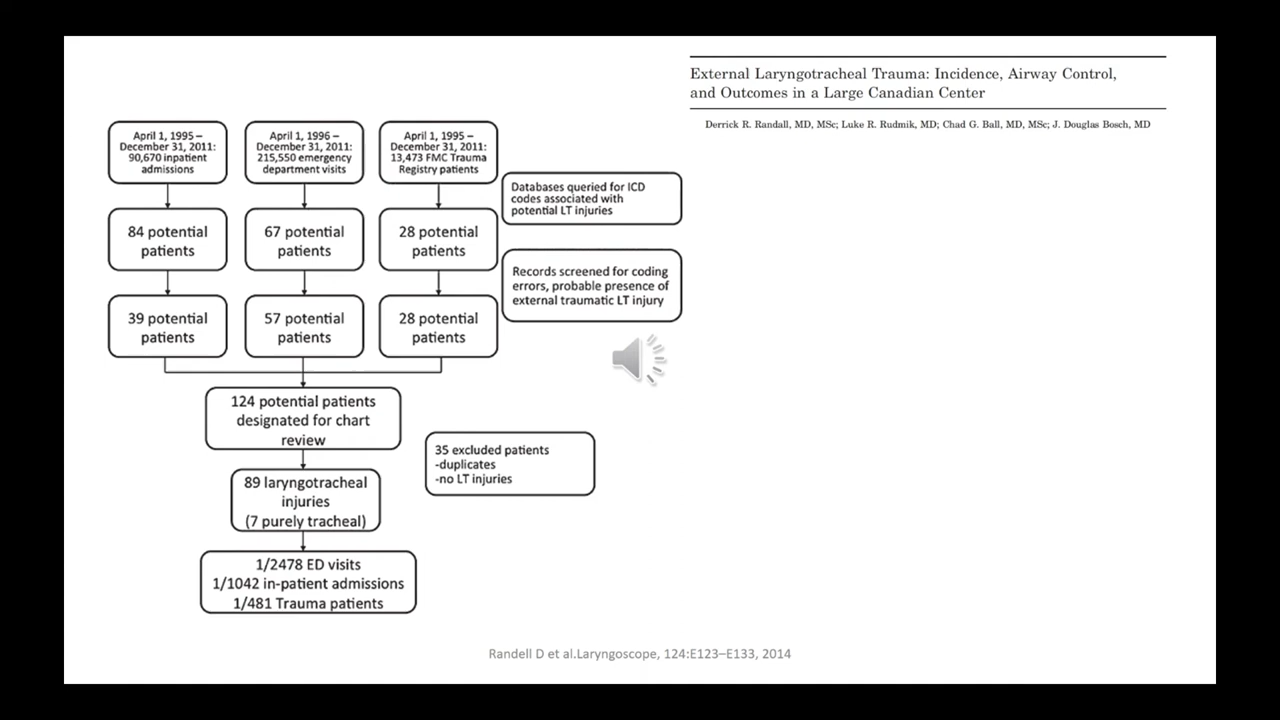 External Laryngotracheal Trauma: Incidence, Airway Control,
and Outcomes in a Large Canadian Center
Derrick R. Randall, MD, MSc; Luke R. Rudmik, MD; Chad G. Ball, MD, MSc; J. Douglas Bosch, MD
April 1, 1995 –
December 31, 2011:
90,670 inpatient
admissions
April 1, 1996 –
December 31, 2011:
215,550 emergency
department visits
April 1, 1995 –
December 31, 2011:
13,473 FMC Trauma
Registry patients
Databases queried for ICD
codes associated with
potential LT injuries
84 potential
patients
67 potential
patients
28 potential
patients
Records screened for coding
errors, probable presence of
external traumatic LT injury
39 potential
patients
57 potential
patients
28 potential
patients
124 potential patients
designated for chart
review
35 excluded patients
-duplicates
-no LT injuries
89 laryngotracheal
injuries
(7 purely tracheal)
1/2478 ED visits
1/1042 in-patient admissions
1/481 Trauma patients
Randell D et al.Laryngoscope, 124:E123–E133, 2014